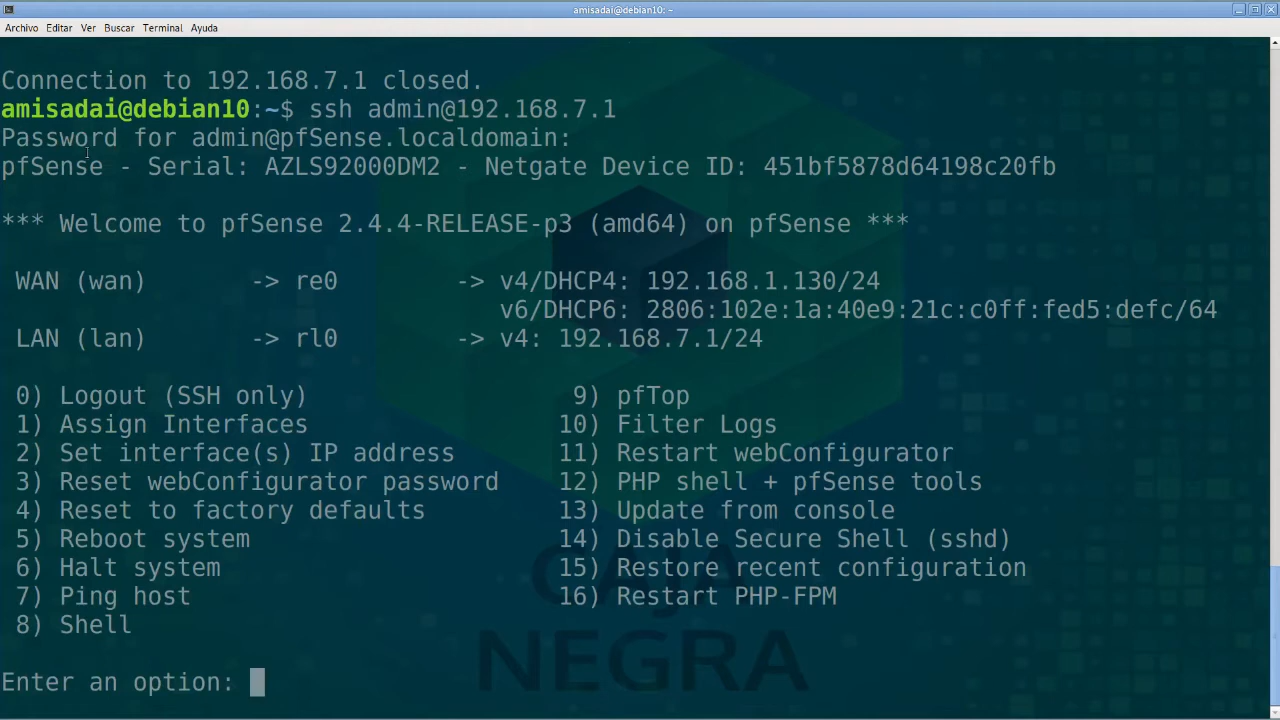 amisadai@debian10: ~
Archivo Editar Ver Buscar Terminal Ayuda
Connection to 192.168.7.1 closed.
amisadai@debian10:~$ ssh admin@192.168.7.1
Password for admin@pfSense.localdomain:
pfSense - Serial: AZLS92000DM2 - Netgate Device ID: 451bf5878d64198c20fb
*** Welcome to pfSense 2.4.4-RELEASE-p3 (amd64) on pfSense ***
WAN (wan) -> re0 -> v4/DHCP4: 192.168.1.130/24
v6/DHCP6: 2806:102e:1a:40e9:21c:c0ff:fed5:defc/64
LAN (lan) -> rl0 -> v4: 192.168.7.1/24
0) Logout (SSH only) 9) pfTop
1) Assign Interfaces 10) Filter Logs
2) Set interface(s) IP address 11) Restart webConfigurator
3) Reset webConfigurator password 12) PHP shell + pfSense tools
4) Reset to factory defaults 13) Update from console
5) Reboot system 14) Disable Secure Shell (sshd)
6) Halt system 15) Restore recent configuration
7) Ping host 16) Restart PHP-FPM
8) Shell
Enter an option:
CAJA
NEGRA